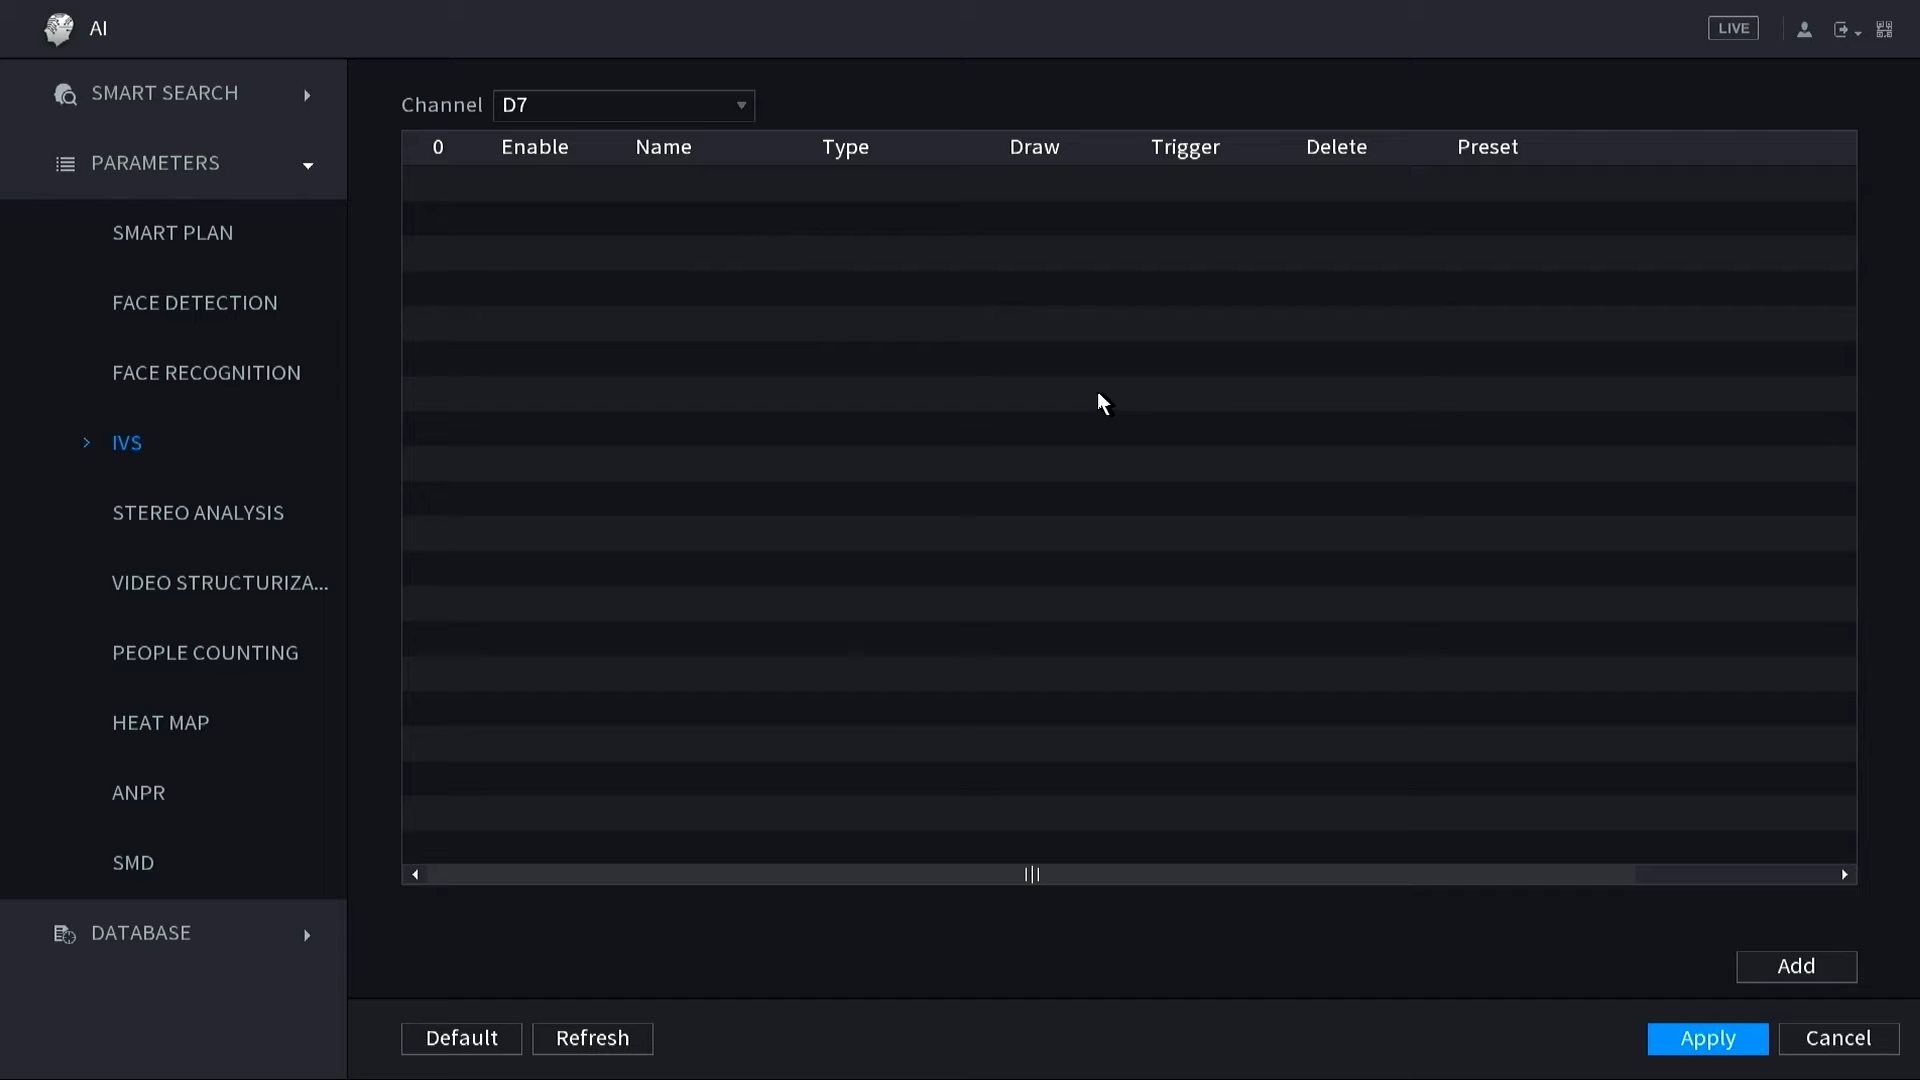 AI
LIVE
SMART SEARCH
PARAMETERS
SMART PLAN
FACE DETECTION
FACE RECOGNITION
> IVS
STEREO ANALYSIS
VIDEO STRUCTURIZA...
PEOPLE COUNTING
HEAT MAP
ANPR
SMD
DATABASE
Channel D7
0 Enable Name Type Draw Trigger Delete Preset
Add
Default Refresh Apply Cancel